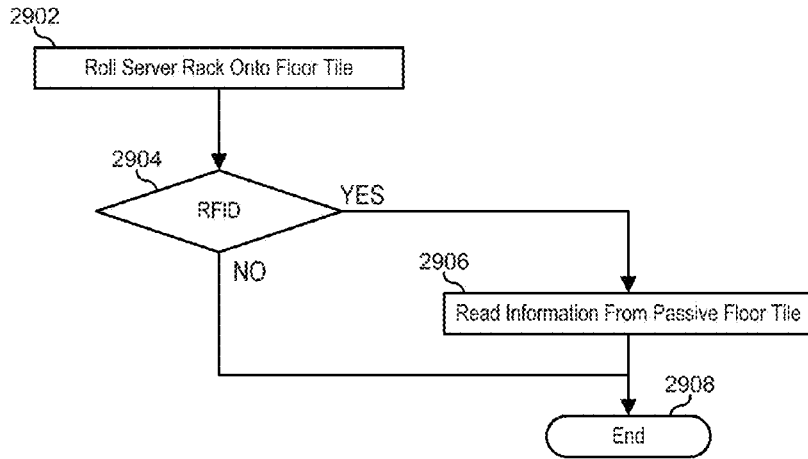 2902
Roll Server Rack Onto Floor Tile
2904
RFID
YES
NO
2906
Read Information From Passive Floor Tile
2908
End